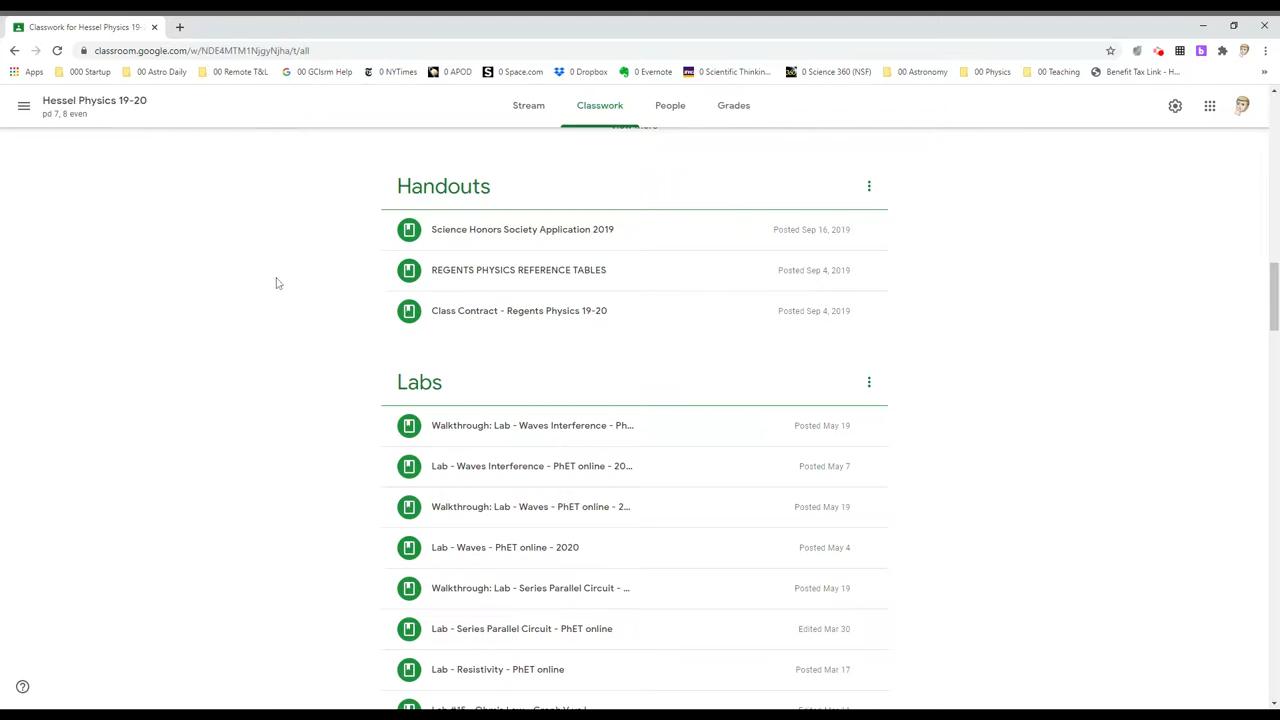 Classwork for Hessel Physics 19-
classroom.google.com/w/NDE4MTM1NjgyNjha/t/all
Apps 000 Startup 00 Astro Daily 00 Remote T&L 00 GClsrm Help 0 NYTimes 0 APOD 0 Space.com 0 Dropbox 0 Evernote 0 Scientific Thinkin... 0 Science 360 (NSF) 00 Astronomy 00 Physics 00 Teaching Benefit Tax Link - H...
Hessel Physics 19-20
pd 7, 8 even
Stream Classwork People Grades
Handouts
Science Honors Society Application 2019 Posted Sep 16, 2019
REGENTS PHYSICS REFERENCE TABLES Posted Sep 4, 2019
Class Contract - Regents Physics 19-20 Posted Sep 4, 2019
Labs
Walkthrough: Lab - Waves Interference - Ph... Posted May 19
Lab - Waves Interference - PhET online - 20... Posted May 7
Walkthrough: Lab - Waves - PhET online - 2... Posted May 19
Lab - Waves - PhET online - 2020 Posted May 4
Walkthrough: Lab - Series Parallel Circuit - ... Posted May 19
Lab - Series Parallel Circuit - PhET online Edited Mar 30
Lab - Resistivity - PhET online Posted Mar 17